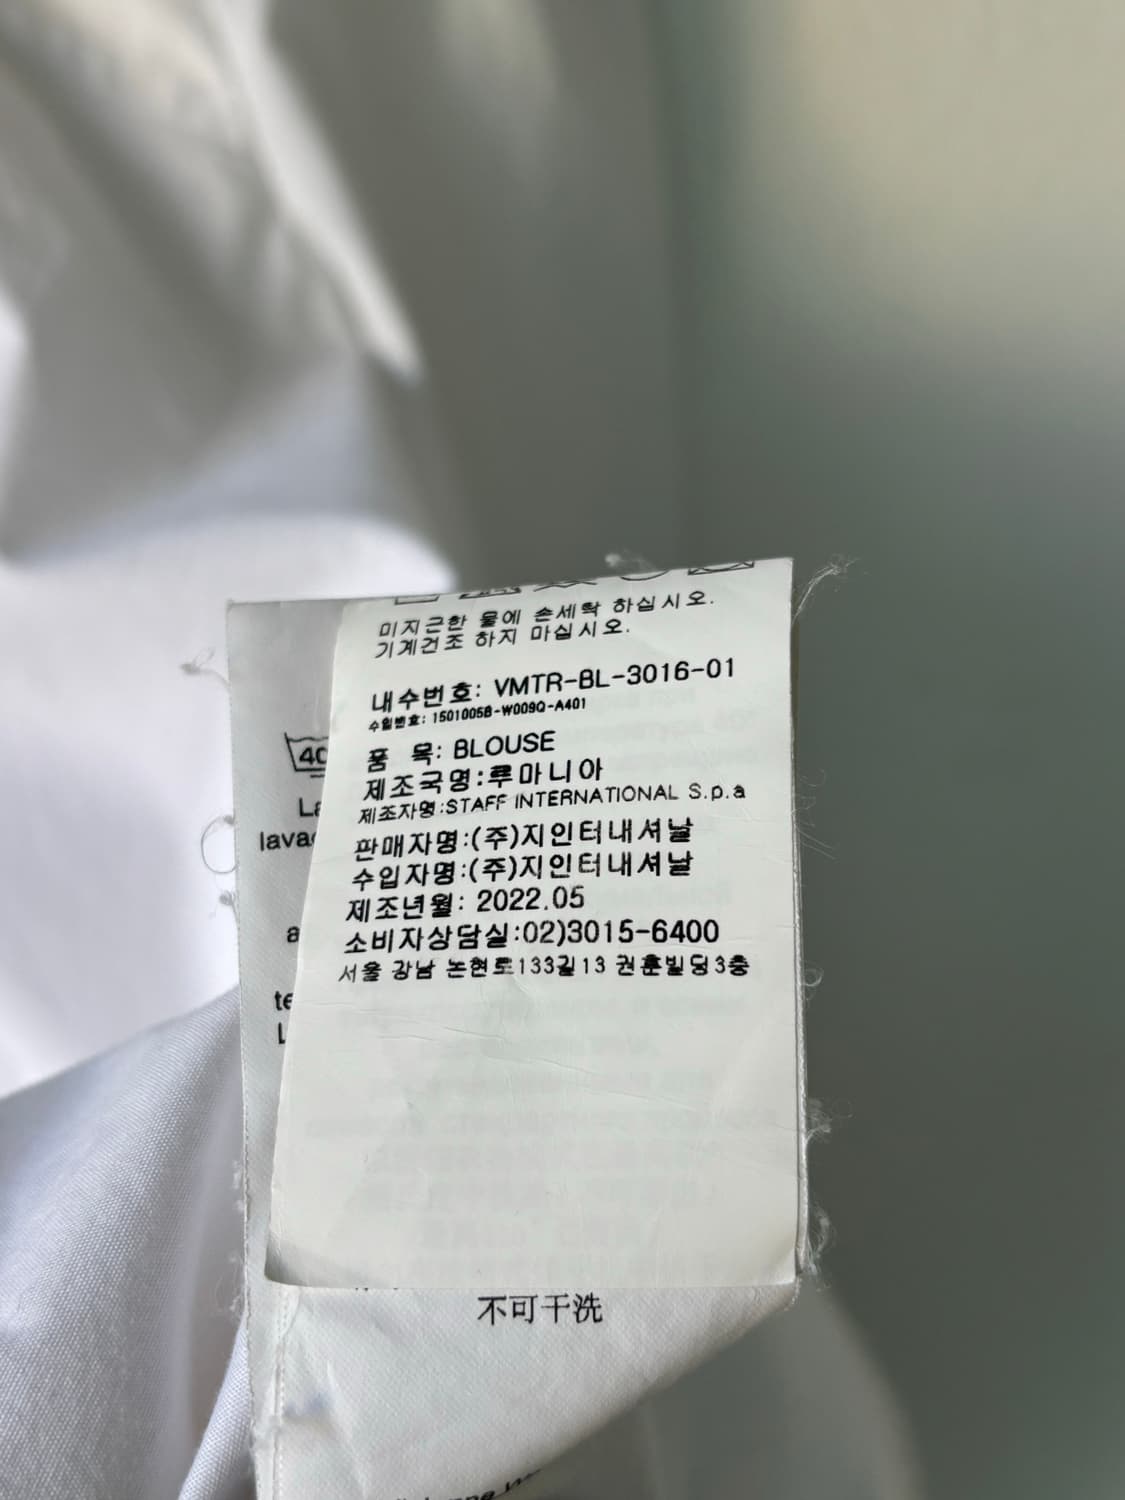 미지근한 물에 손세탁 하십시오.
기계건조 하지 마십시오.
내수번호: VMTR-BL-3016-01
수입번호: 1501005B-W009Q-A401
품 목: BLOUSE
제조국명:루마니아
제조자명:STAFF INTERNATIONAL S.p.a
판매자명:(주)지인터내셔날
수입자명:(주)지인터내셔날
제조년월: 2022.05
소비자상담실:02)3015-6400
서울 강남 논현로133길13 권훈빌딩3층
40
不可干洗